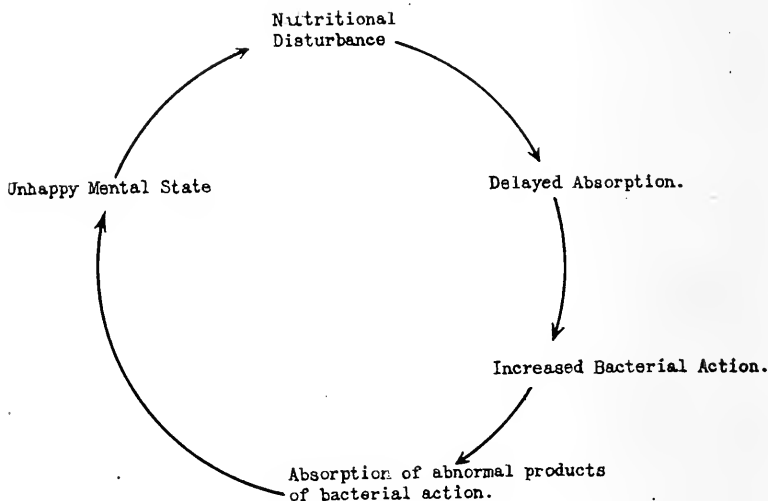 Nutritional
Disturbance
Unhappy Mental State
Delayed Absorption.
Increased Bacterial Action.
Absorption of abnormal products
of bacterial action.